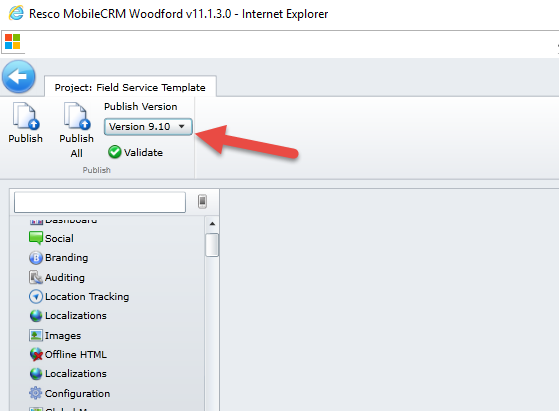 Resco MobileCRM Woodford v11.1.3.0 - Internet Explorer
Project: Field Service Template
Publish Version
Version 9.10
Publish
Publish All
Validate
Publish
Dashboard
Social
Branding
Auditing
Location Tracking
Localizations
Images
Offline HTML
Localizations
Configuration